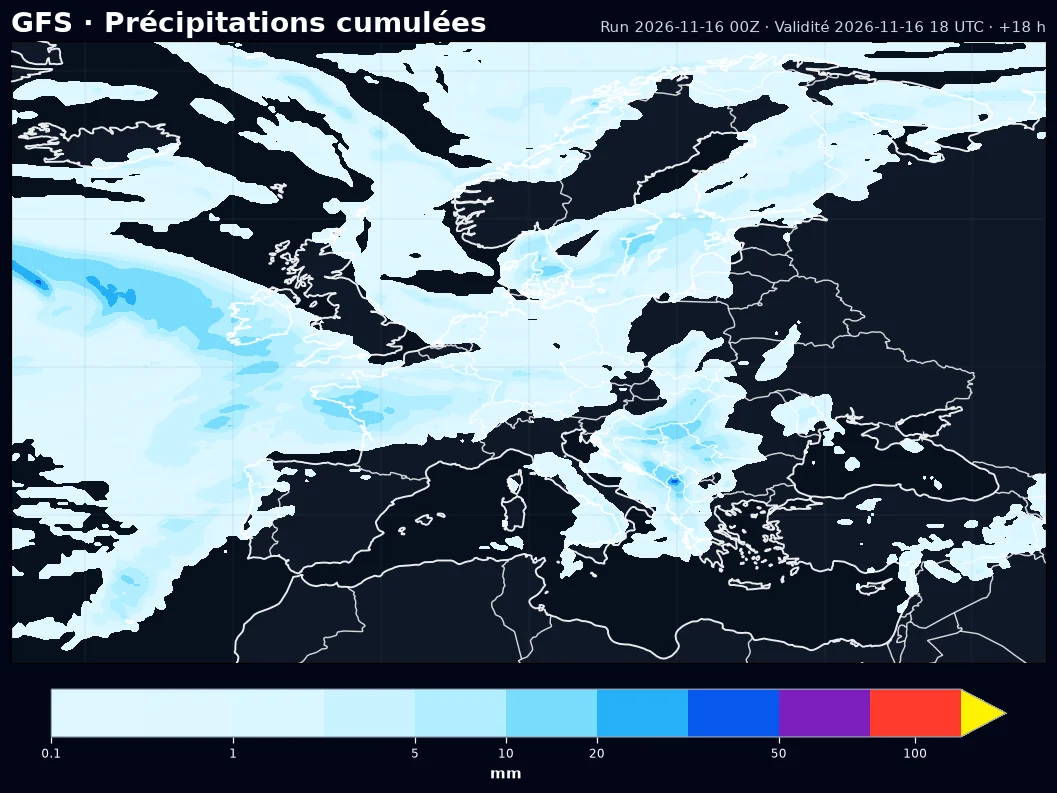 GFS · Précipitations cumulées
Run 2026-11-16 00Z · Validité 2026-11-16 18 UTC · +18 h
0.1 1 5 10 20 50 100
mm